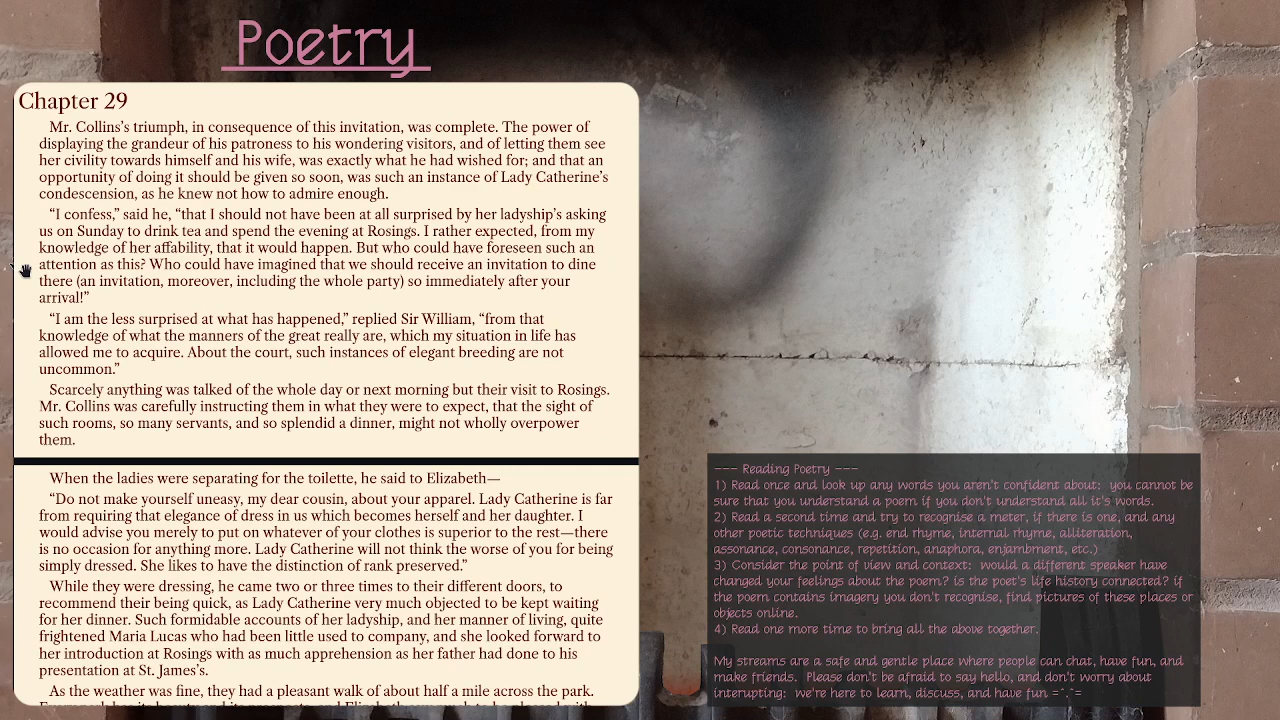 Poetry
Chapter 29
Mr. Collins's triumph, in consequence of this invitation, was complete. The power of
displaying the grandeur of his patroness to his wondering visitors, and of letting them see
her civility towards himself and his wife, was exactly what he had wished for; and that an
opportunity of doing it should be given so soon, was such an instance of Lady Catherine's
condescension, as he knew not how to admire enough.
“I confess,” said he, “that I should not have been at all surprised by her ladyship's asking
us on Sunday to drink tea and spend the evening at Rosings. I rather expected, from my
knowledge of her affability, that it would happen. But who could have foreseen such an
attention as this? Who could have imagined that we should receive an invitation to dine
there (an invitation, moreover, including the whole party) so immediately after your
arrival!”
“I am the less surprised at what has happened,” replied Sir William, “from that
knowledge of what the manners of the great really are, which my situation in life has
allowed me to acquire. About the court, such instances of elegant breeding are not
uncommon.”
Scarcely anything was talked of the whole day or next morning but their visit to Rosings.
Mr. Collins was carefully instructing them in what they were to expect, that the sight of
such rooms, so many servants, and so splendid a dinner, might not wholly overpower
them.
When the ladies were separating for the toilette, he said to Elizabeth—
“Do not make yourself uneasy, my dear cousin, about your apparel. Lady Catherine is far
from requiring that elegance of dress in us which becomes herself and her daughter. I
would advise you merely to put on whatever of your clothes is superior to the rest—there
is no occasion for anything more. Lady Catherine will not think the worse of you for being
simply dressed. She likes to have the distinction of rank preserved.”
While they were dressing, he came two or three times to their different doors, to
recommend their being quick, as Lady Catherine very much objected to be kept waiting
for her dinner. Such formidable accounts of her ladyship, and her manner of living, quite
frightened Maria Lucas who had been little used to company, and she looked forward to
her introduction at Rosings with as much apprehension as her father had done to his
presentation at St. James's.
As the weather was fine, they had a pleasant walk of about half a mile across the park.
--- Reading Poetry ---
1) Read once and look up any words you aren't confident about: you cannot be
sure that you understand a poem if you don't understand all it's words.
2) Read a second time and try to recognise a meter, if there is one, and any
other poetic techniques (e.g. end rhyme, internal rhyme, alliteration,
assonance, consonance, repetition, anaphora, enjambment, etc.)
3) Consider the point of view and context: would a different speaker have
changed your feelings about the poem? is the poet's life history connected? if
the poem contains imagery you don't recognise, find pictures of these places or
objects online.
4) Read one more time to bring all the above together.
My streams are a safe and gentle place where people can chat, have fun, and
make friends. Please don't be afraid to say hello, and don't worry about
interupting: we're here to learn, discuss, and have fun =^.^=